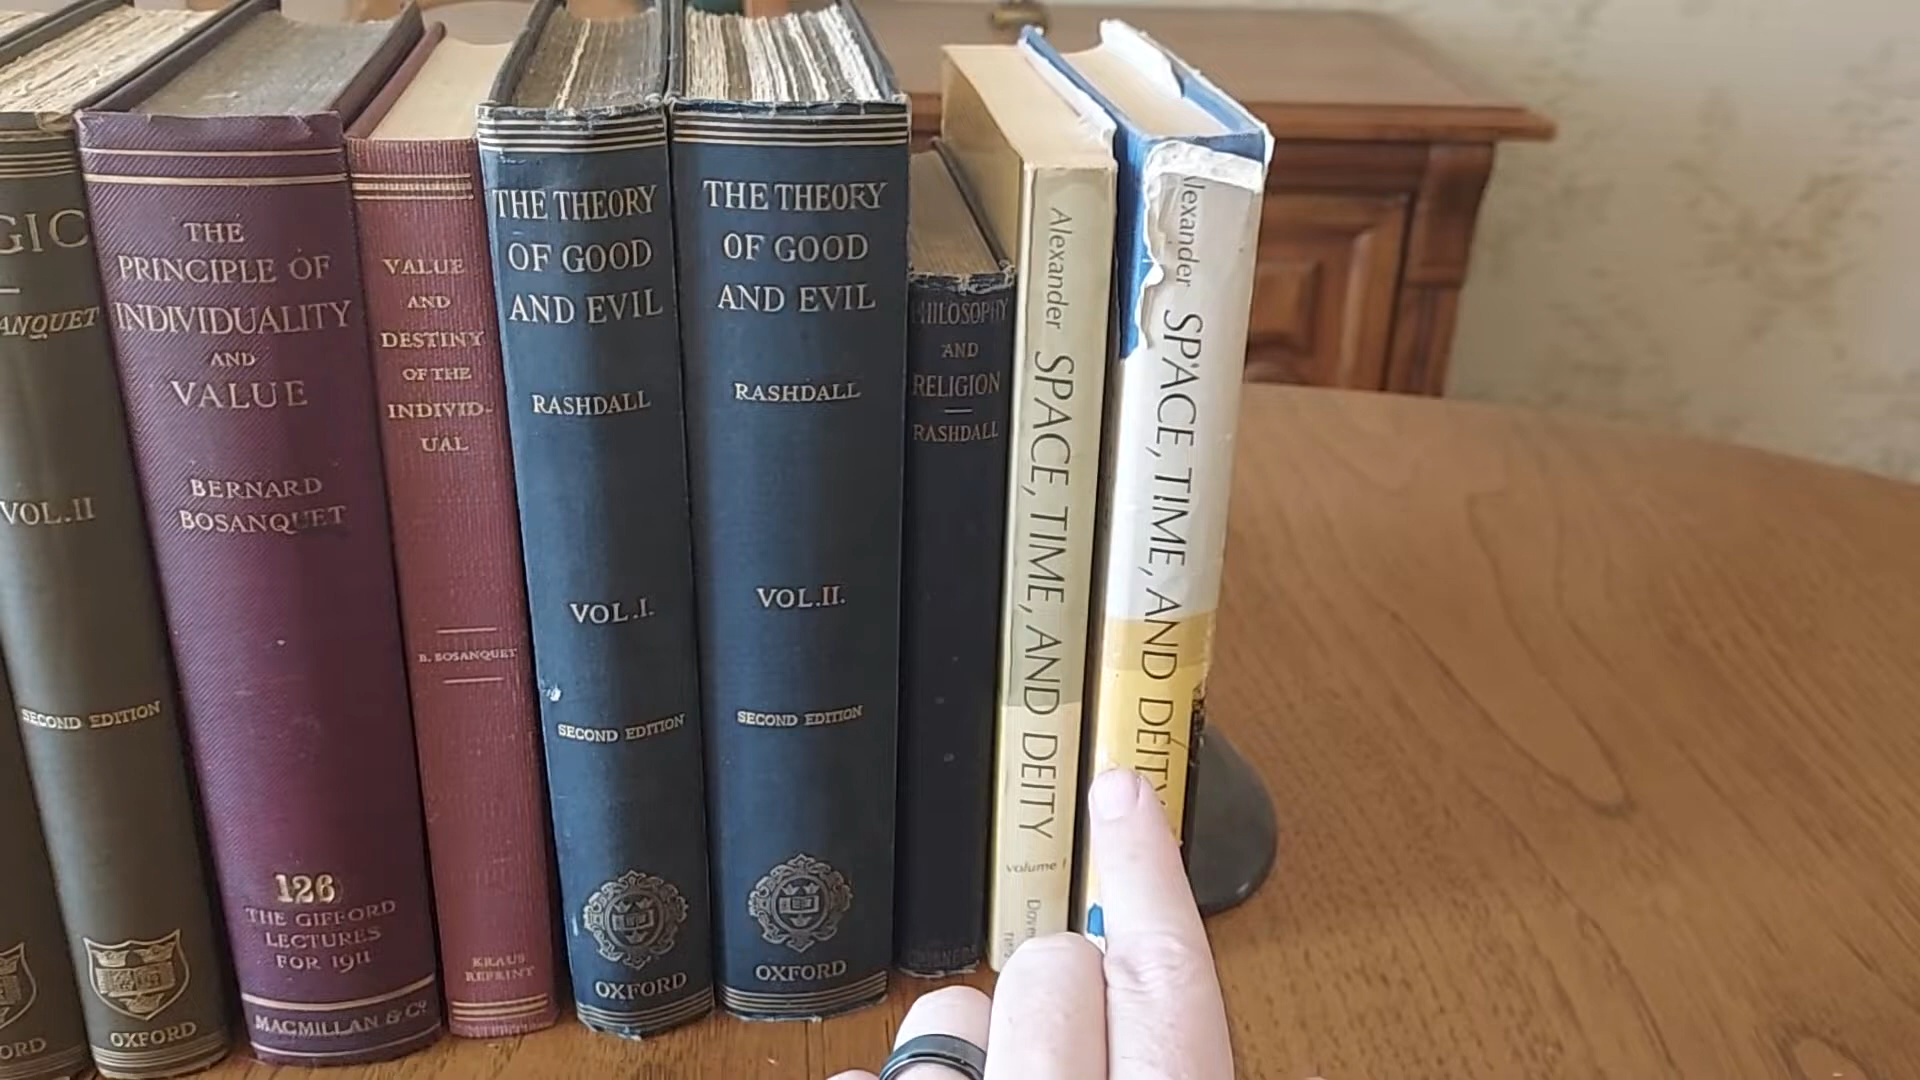 GIC
ANQUET
VOL.II
SECOND EDITION
OXFORD
ORD
THE
PRINCIPLE OF
INDIVIDUALITY
AND
VALUE
BERNARD
BOSANQUET
126
THE GIFFORD
LECTURES
FOR 1911
MACMILLAN & Co
VALUE
AND
DESTINY
OF THE
INDIVID-
UAL
B. BOSANQUET
KRAUS
REPRINT
THE THEORY
OF GOOD
AND EVIL
RASHDALL
VOL.I.
SECOND EDITION
OXFORD
THE THEORY
OF GOOD
AND EVIL
RASHDALL
VOL.II.
SECOND EDITION
OXFORD
PHILOSOPHY
AND
RELIGION
RASHDALL
Alexander SPACE, TIME, AND DEITY
volume I
lexander SPACE, TIME, AND DEITY